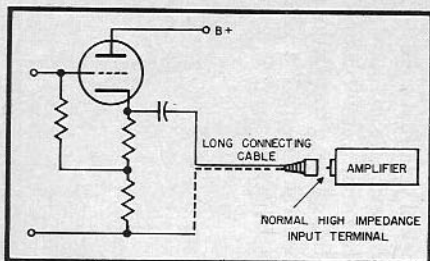 B+
LONG CONNECTING
CABLE
AMPLIFIER
NORMAL HIGH IMPEDANCE
INPUT TERMINAL